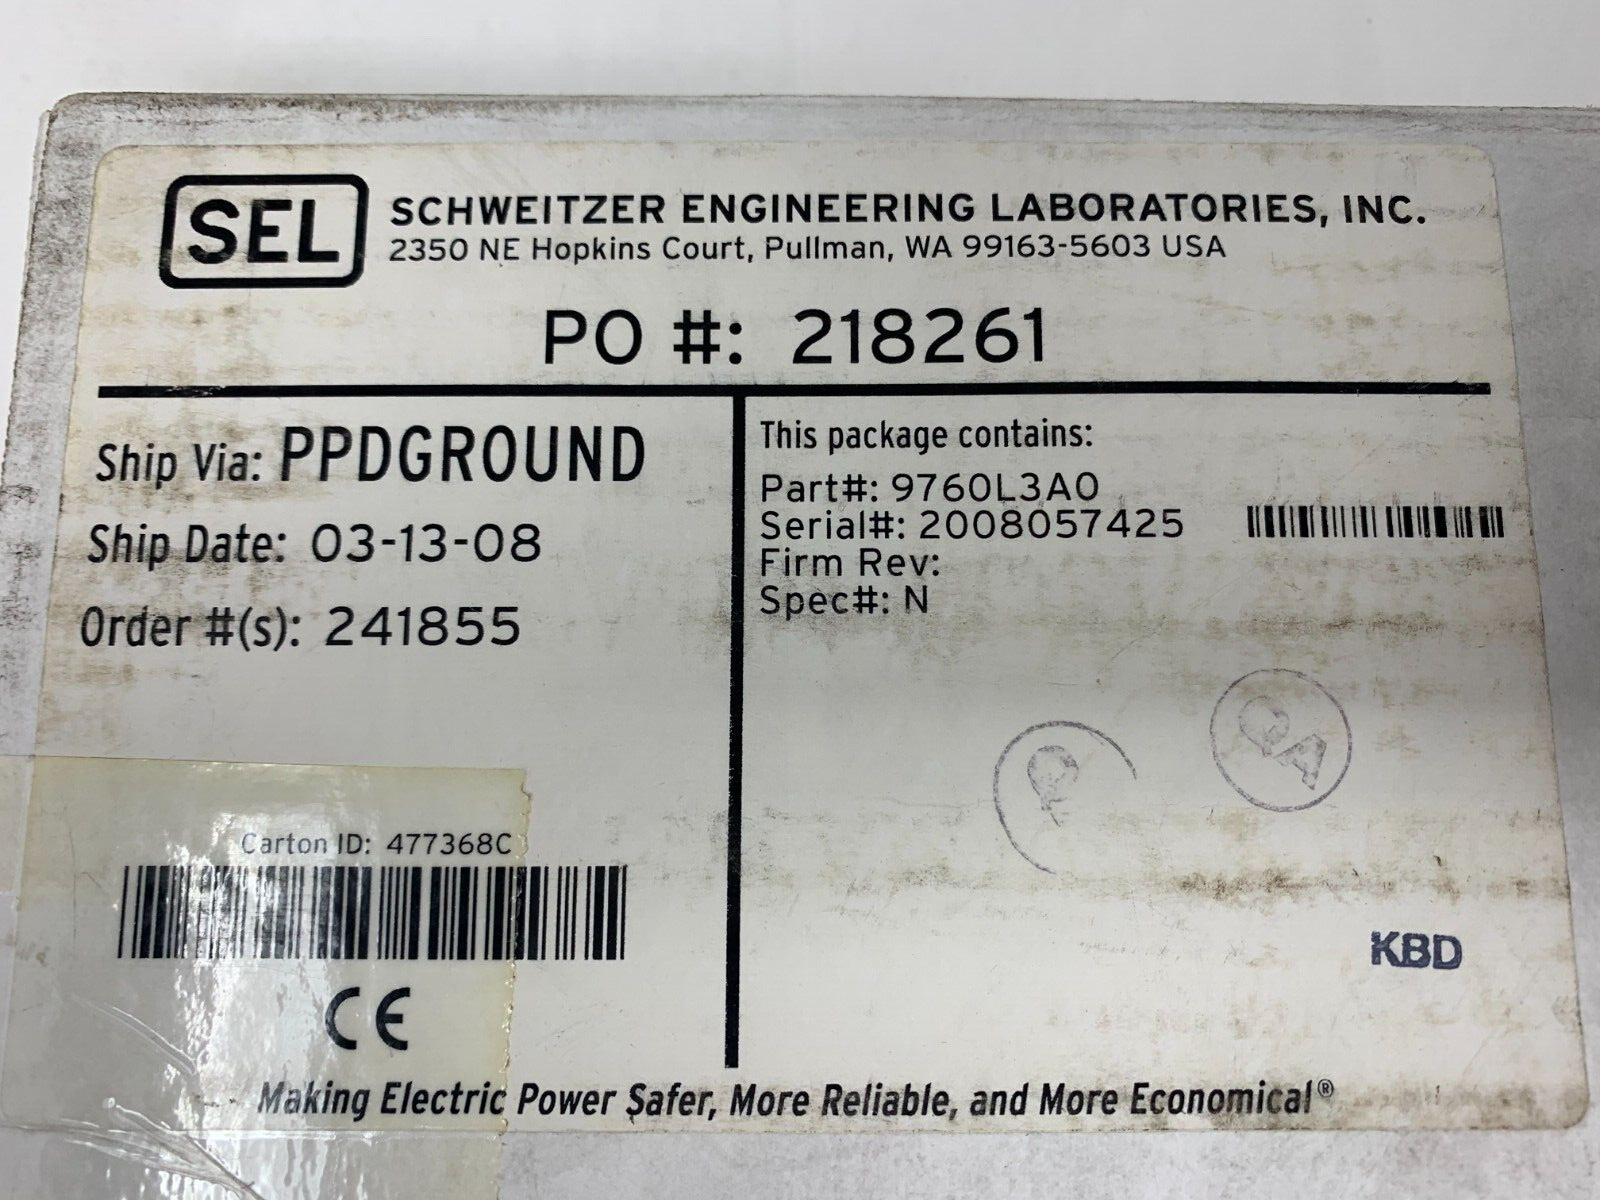 SEL
SCHWEITZER ENGINEERING LABORATORIES, INC.
2350 NE Hopkins Court, Pullman, WA 99163-5603 USA
PO #: 218261
Ship Via: PPDGROUND
Ship Date: 03-13-08
Order #(s): 241855
This package contains:
Part#: 9760L3A0
Serial#: 2008057425
Firm Rev:
Spec#: N
Q
QA
KBD
Carton ID: 477368C
CE
Making Electric Power Safer, More Reliable, and More Economical®